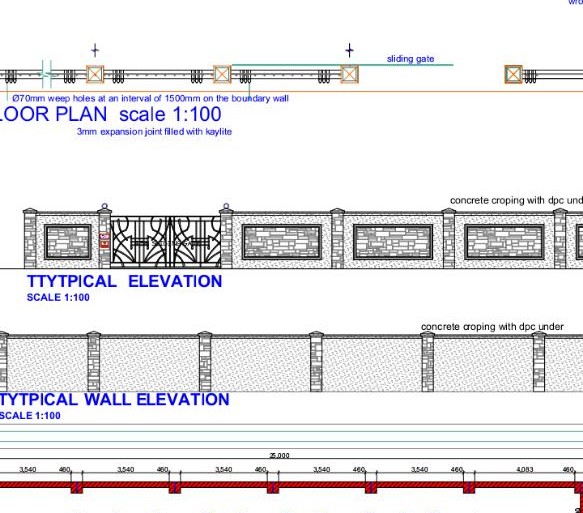 wro
sliding gate
Ø70mm weep holes at an interval of 1500mm on the boundary wall
LOOR PLAN scale 1:100
3mm expansion joint filled with kaylite
concrete croping with dpc und
TTYTPICAL ELEVATION
SCALE 1:100
concrete croping with dpc under
TYTPICAL WALL ELEVATION
SCALE 1:100
25,000
3,540 460 3,540 460 3,540 460 3,540 460 3,540 460 4,083 460